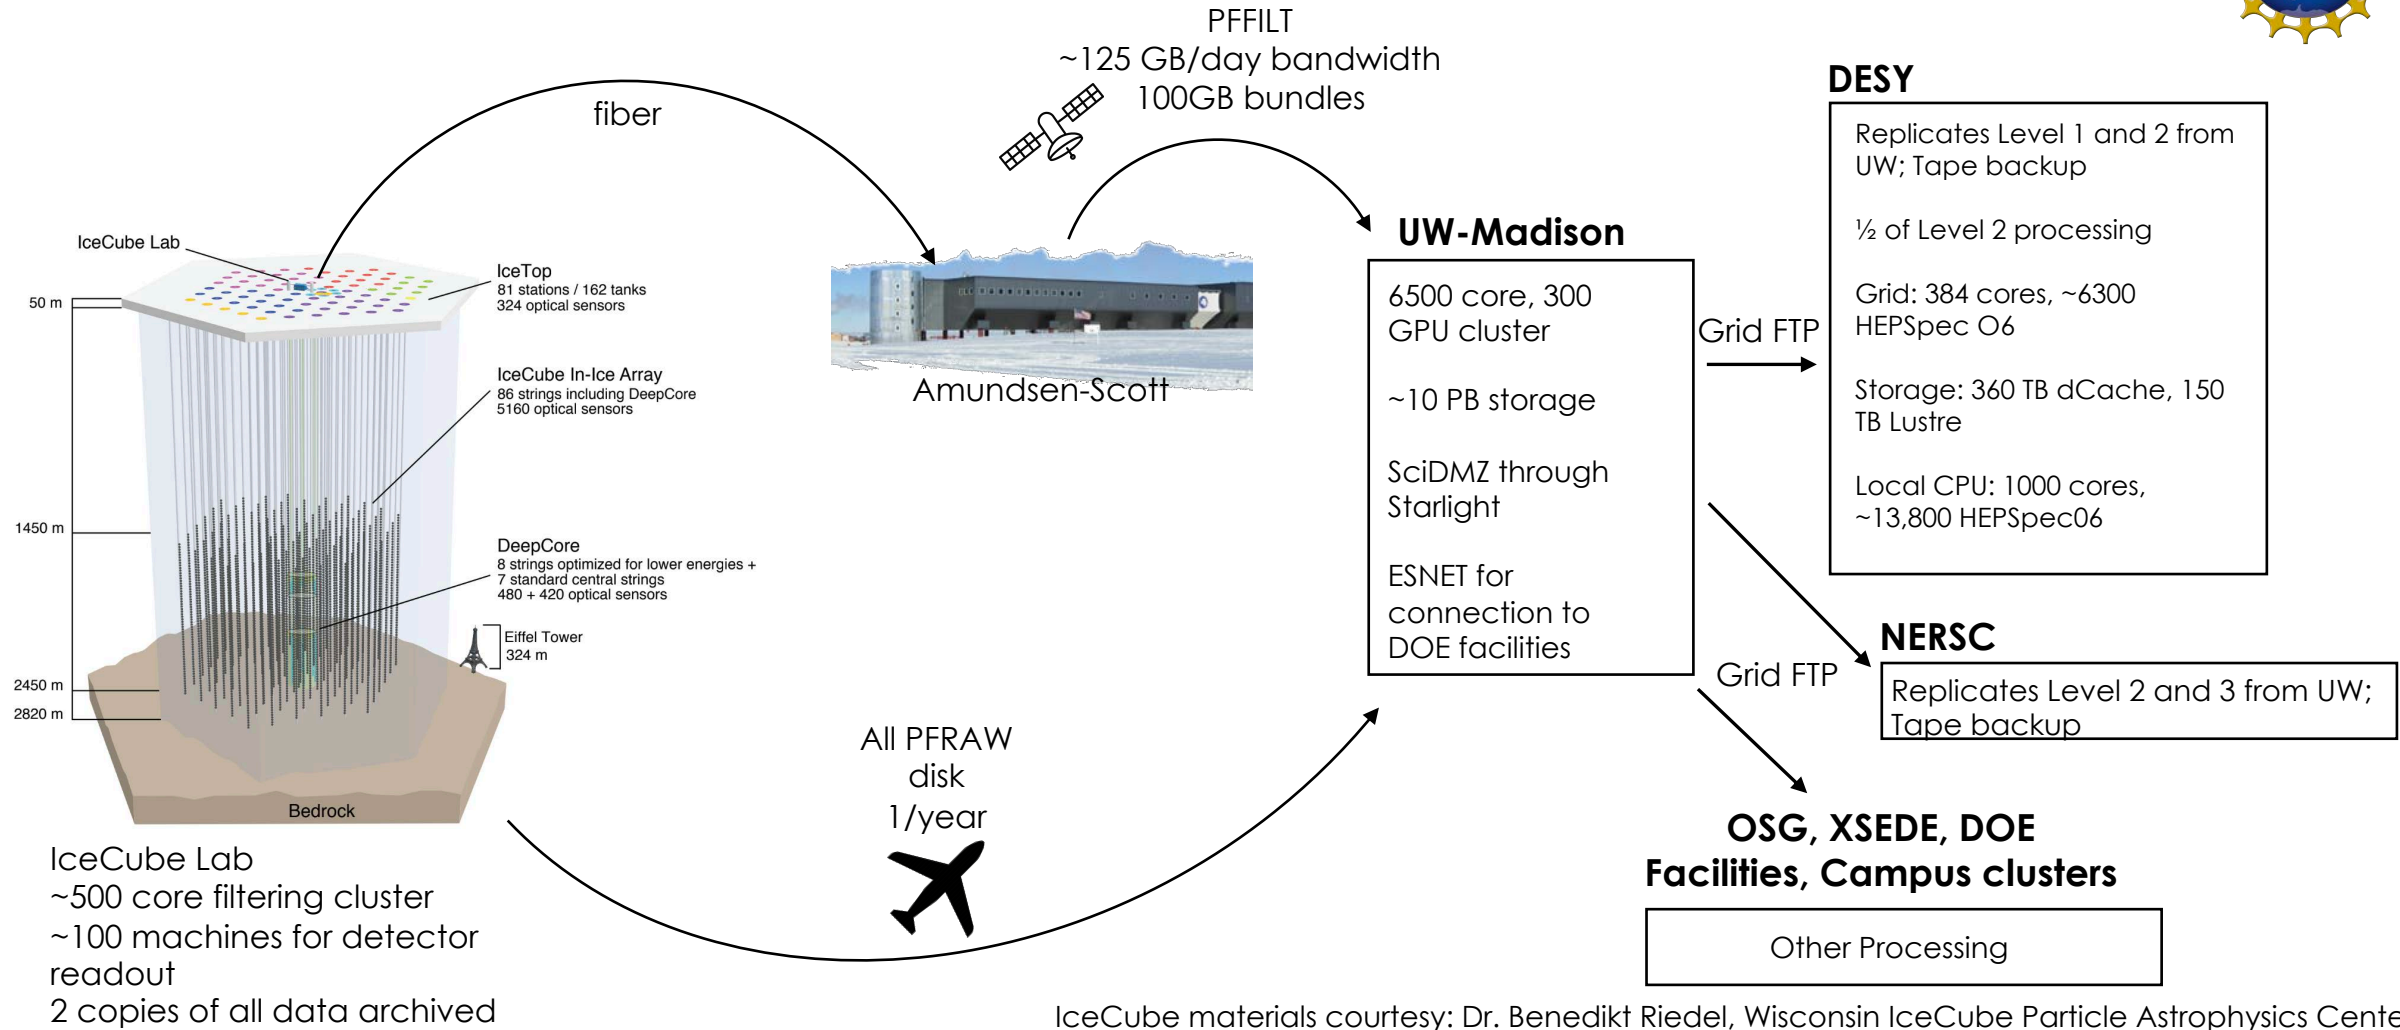 PFFILT
~125 GB/day bandwidth
100GB bundles
fiber
IceCube Lab
50 m
1450 m
2450 m
2820 m
IceTop
81 stations / 162 tanks
324 optical sensors
IceCube In-Ice Array
86 strings including DeepCore
5160 optical sensors
DeepCore
8 strings optimized for lower energies +
7 standard central strings
480 + 420 optical sensors
Eiffel Tower
324 m
Bedrock
IceCube Lab
~500 core filtering cluster
~100 machines for detector
readout
2 copies of all data archived
Amundsen-Scott
All PFRAW
disk
1/year
UW-Madison
6500 core, 300
GPU cluster
~10 PB storage
SciDMZ through
Starlight
ESNET for
connection to
DOE facilities
Grid FTP
Grid FTP
DESY
Replicates Level 1 and 2 from
UW; Tape backup
½ of Level 2 processing
Grid: 384 cores, ~6300
HEPSpec O6
Storage: 360 TB dCache, 150
TB Lustre
Local CPU: 1000 cores,
~13,800 HEPSpec06
NERSC
Replicates Level 2 and 3 from UW;
Tape backup
OSG, XSEDE, DOE
Facilities, Campus clusters
Other Processing
IceCube materials courtesy: Dr. Benedikt Riedel, Wisconsin IceCube Particle Astrophysics Cente